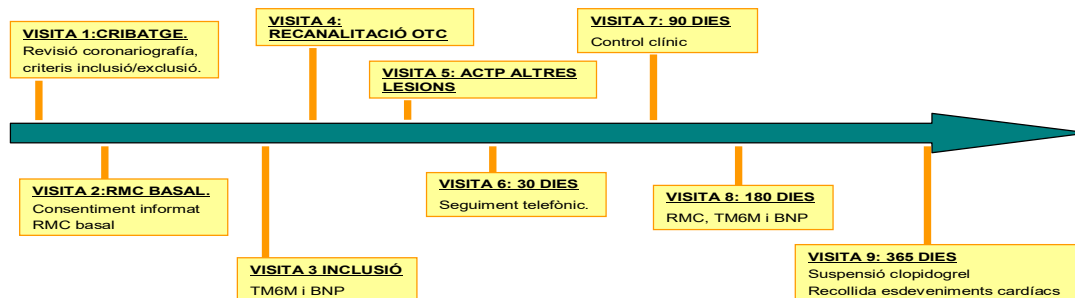 VISITA 1:CRIBATGE.
Revisió coronariografía,
criteris inclusió/exclusió.
VISITA 4:
RECANALITACIÓ OTC
VISITA 5: ACTP ALTRES
LESIONS
VISITA 7: 90 DIES
Control clínic
VISITA 2:RMC BASAL.
Consentiment informat
RMC basal
VISITA 3 INCLUSIÓ
TM6M i BNP
VISITA 6: 30 DIES
Seguiment telefònic.
VISITA 8: 180 DIES
RMC, TM6M i BNP
VISITA 9: 365 DIES
Suspensió clopidogrel
Recollida esdeveniments cardíacs